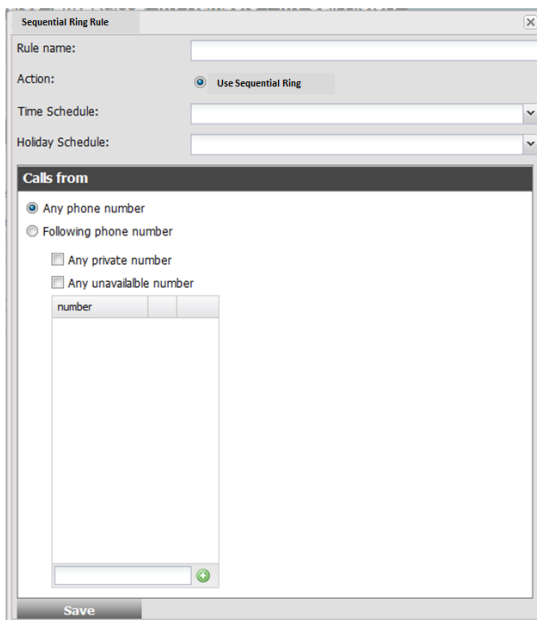 Sequential Ring Rule
Rule name:
Action:
Use Sequential Ring
Time Schedule:
Holiday Schedule:
Calls from
Any phone number
Following phone number
Any private number
Any unavailable number
number
Save